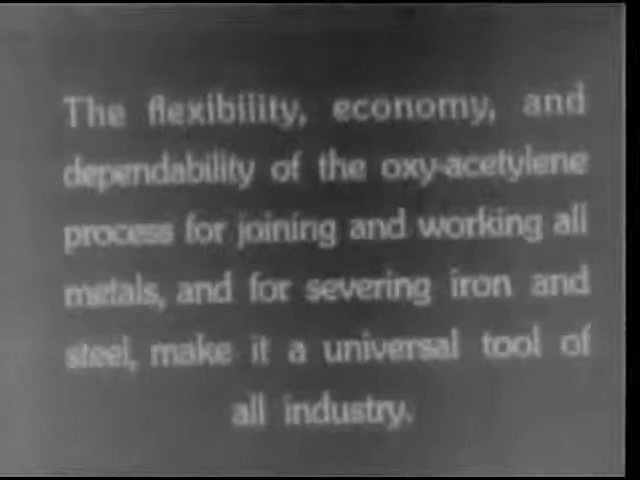 The flexibility, economy, and
dependability of the oxy-acetylene
process for joining and working all
metals, and for severing iron and
steel, make it a universal tool of
all industry.